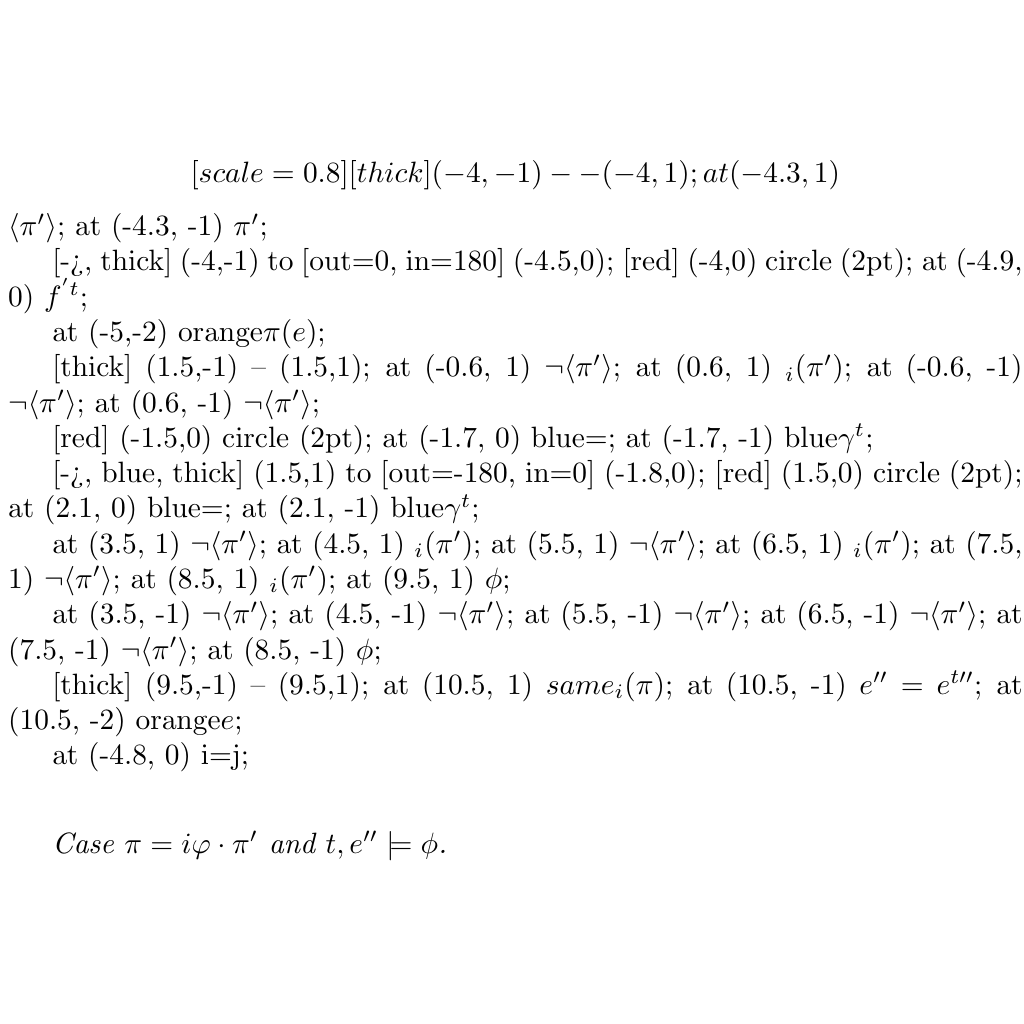 [scale = 0.8][thick](−4, −1) − −(−4, 1); at(−4.3, 1)
⟨π′⟩; at (-4.3, -1) π′;
[-¿, thick] (-4,-1) to [out=0, in=180] (-4.5,0); [red] (-4,0) circle (2pt); at (-4.9,
0) f^{′t};
at (-5,-2) orangeπ(e);
[thick] (1.5,-1) – (1.5,1); at (-0.6, 1) ¬⟨π′⟩; at (0.6, 1) ᵢ(π′); at (-0.6, -1)
¬⟨π′⟩; at (0.6, -1) ¬⟨π′⟩;
[red] (-1.5,0) circle (2pt); at (-1.7, 0) blue=; at (-1.7, -1) blueγᵗ;
[-¿, blue, thick] (1.5,1) to [out=-180, in=0] (-1.8,0); [red] (1.5,0) circle (2pt);
at (2.1, 0) blue=; at (2.1, -1) blueγᵗ;
at (3.5, 1) ¬⟨π′⟩; at (4.5, 1) ᵢ(π′); at (5.5, 1) ¬⟨π′⟩; at (6.5, 1) ᵢ(π′); at (7.5,
1) ¬⟨π′⟩; at (8.5, 1) ᵢ(π′); at (9.5, 1) ϕ;
at (3.5, -1) ¬⟨π′⟩; at (4.5, -1) ¬⟨π′⟩; at (5.5, -1) ¬⟨π′⟩; at (6.5, -1) ¬⟨π′⟩; at
(7.5, -1) ¬⟨π′⟩; at (8.5, -1) ϕ;
[thick] (9.5,-1) – (9.5,1); at (10.5, 1) sameᵢ(π); at (10.5, -1) e″ = e^{t″}; at
(10.5, -2) orangee;
at (-4.8, 0) i=j;
Case π = iφ · π′ and t, e″ ⊨ ϕ.